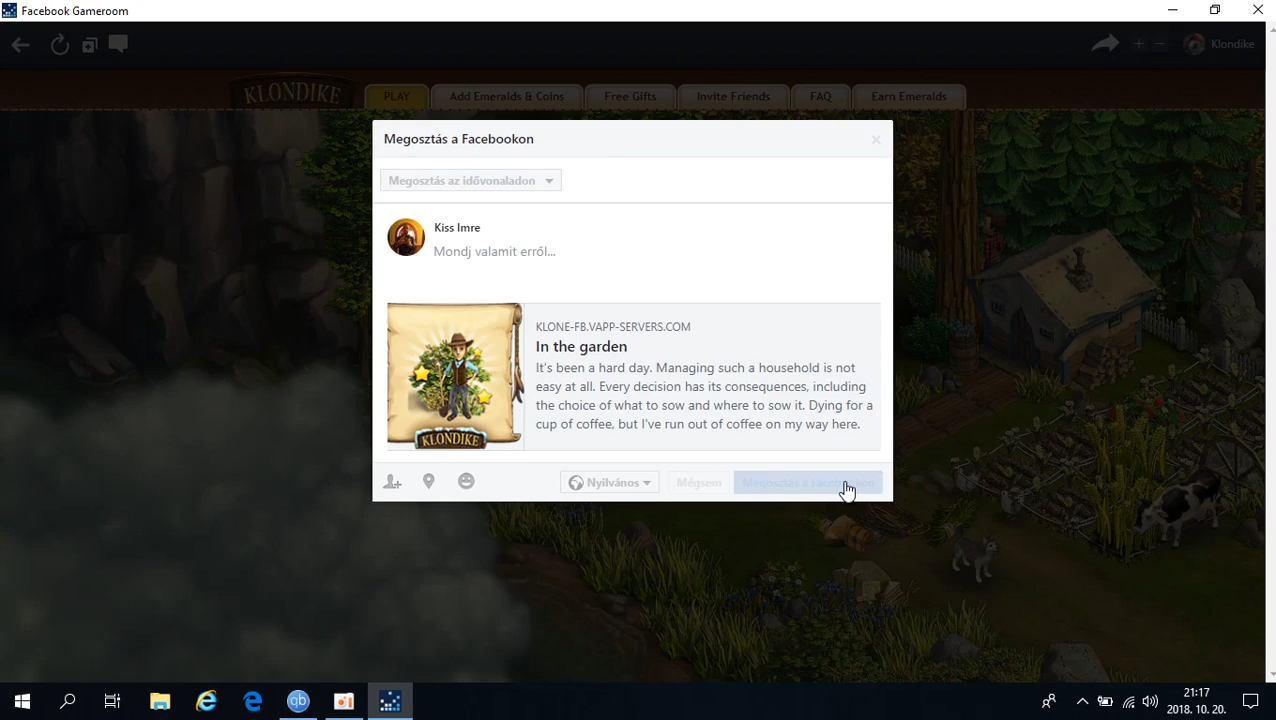 Facebook Gameroom
Klondike
KLONDIKE
PLAY
Add Emeralds & Coins
Free Gifts
Invite Friends
FAQ
Earn Emeralds
Megosztás a Facebookon
Megosztás az idővonaladon
Kiss Imre
Mondj valamit erről...
KLONE-FB.VAPP-SERVERS.COM
In the garden
It's been a hard day. Managing such a household is not
easy at all. Every decision has its consequences, including
the choice of what to sow and where to sow it. Dying for a
cup of coffee, but I've run out of coffee on my way here.
KLONDIKE
Nyilvános
Mégsem
Megosztás a Facebookon
qb
21:17
2018. 10. 20.